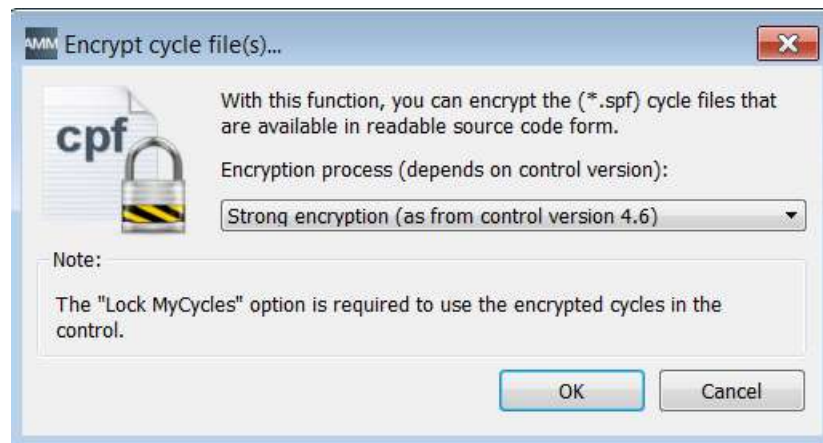 AMM Encrypt cycle file(s)...
cpf
With this function, you can encrypt the (*.spf) cycle files that
are available in readable source code form.
Encryption process (depends on control version):
Strong encryption (as from control version 4.6)
Note:
The "Lock MyCycles" option is required to use the encrypted cycles in the
control.
OK Cancel